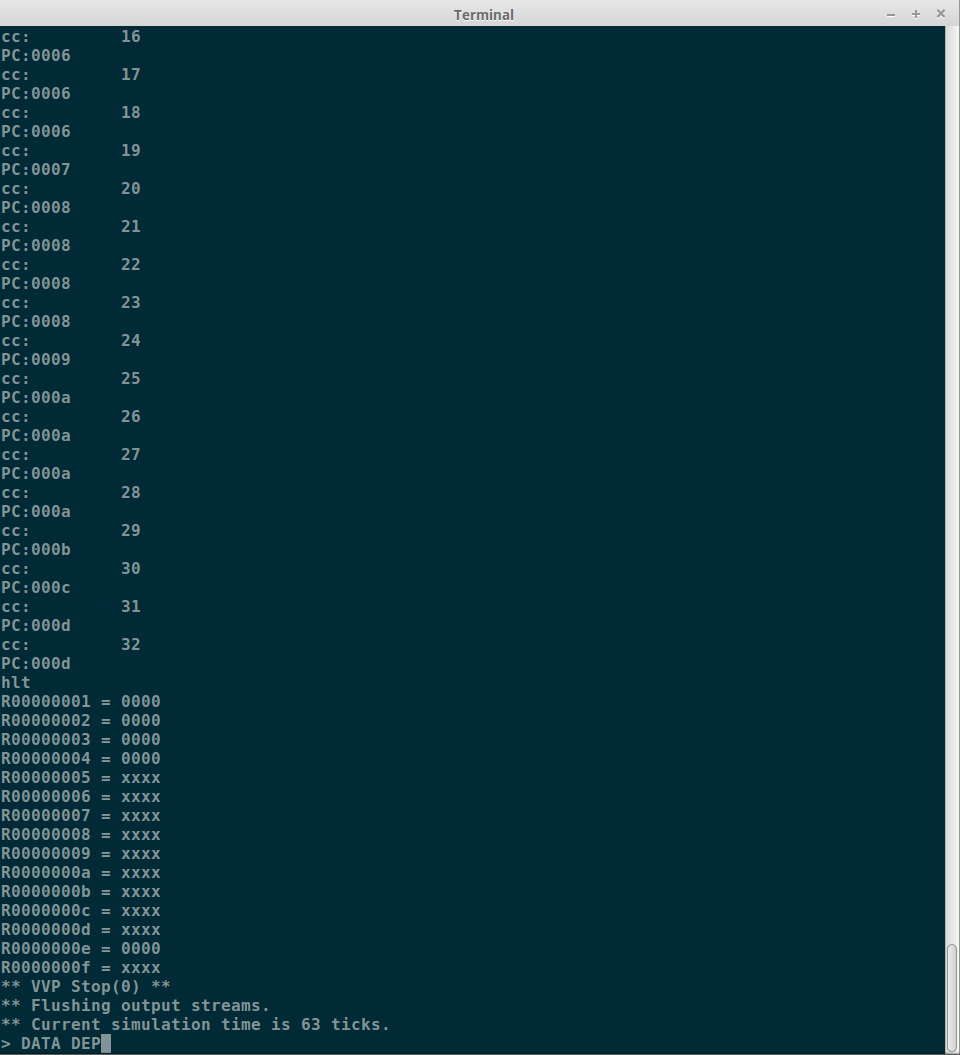 Terminal
cc:         16
PC:0006
cc:         17
PC:0006
cc:         18
PC:0006
cc:         19
PC:0007
cc:         20
PC:0008
cc:         21
PC:0008
cc:         22
PC:0008
cc:         23
PC:0008
cc:         24
PC:0009
cc:         25
PC:000a
cc:         26
PC:000a
cc:         27
PC:000a
cc:         28
PC:000a
cc:         29
PC:000b
cc:         30
PC:000c
cc:         31
PC:000d
cc:         32
PC:000d
hlt
R00000001 = 0000
R00000002 = 0000
R00000003 = 0000
R00000004 = 0000
R00000005 = xxxx
R00000006 = xxxx
R00000007 = xxxx
R00000008 = xxxx
R00000009 = xxxx
R0000000a = xxxx
R0000000b = xxxx
R0000000c = xxxx
R0000000d = xxxx
R0000000e = 0000
R0000000f = xxxx
** VVP Stop(0) **
** Flushing output streams.
** Current simulation time is 63 ticks.
> DATA DEP